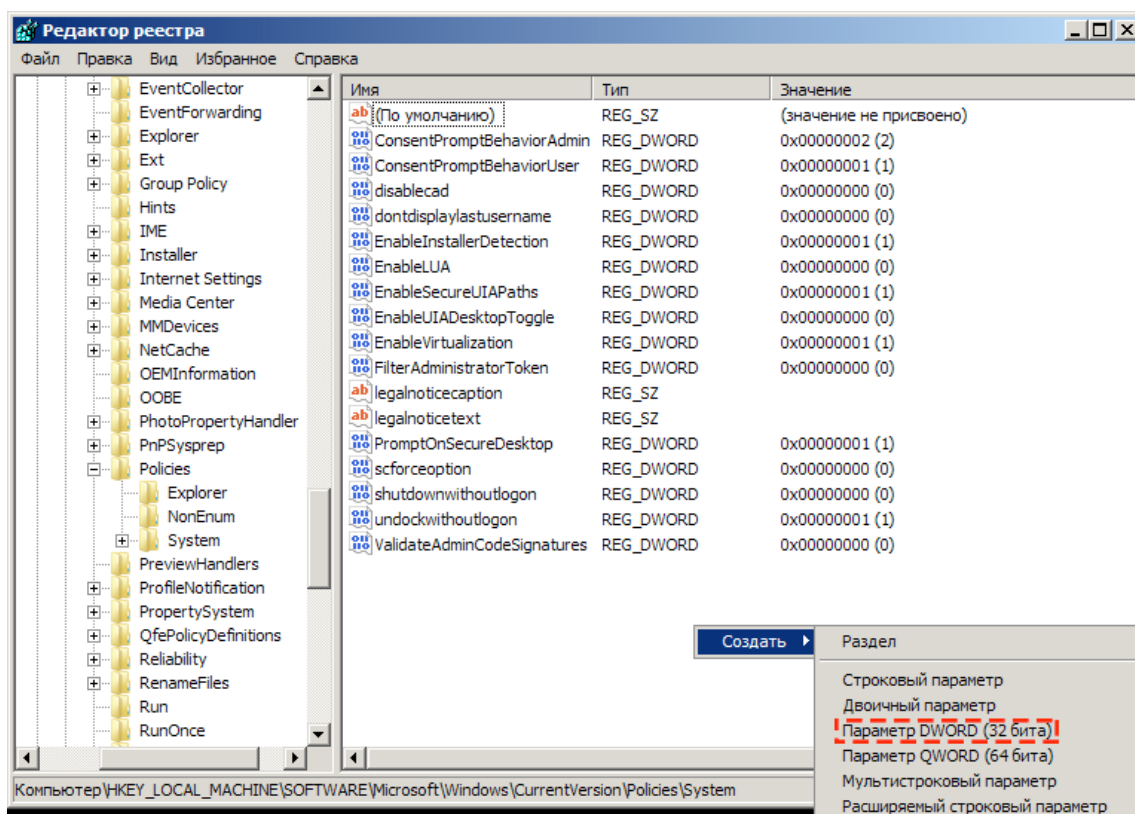 Редактор реестра
Файл Правка Вид Избранное Справка
EventCollector
EventForwarding
Explorer
Ext
Group Policy
Hints
IME
Installer
Internet Settings
Media Center
MMDevices
NetCache
OEMInformation
OOBE
PhotoPropertyHandler
PnPSysprep
Policies
Explorer
NonEnum
System
PreviewHandlers
ProfileNotification
PropertySystem
QfePolicyDefinitions
Reliability
RenameFiles
Run
RunOnce
Имя Тип Значение
(По умолчанию) REG_SZ (значение не присвоено)
ConsentPromptBehaviorAdmin REG_DWORD 0x00000002 (2)
ConsentPromptBehaviorUser REG_DWORD 0x00000001 (1)
disablecad REG_DWORD 0x00000000 (0)
dontdisplaylastusername REG_DWORD 0x00000000 (0)
EnableInstallerDetection REG_DWORD 0x00000001 (1)
EnableLUA REG_DWORD 0x00000000 (0)
EnableSecureUIAPaths REG_DWORD 0x00000001 (1)
EnableUIADesktopToggle REG_DWORD 0x00000000 (0)
EnableVirtualization REG_DWORD 0x00000001 (1)
FilterAdministratorToken REG_DWORD 0x00000000 (0)
legalnoticecaption REG_SZ
legalnoticetext REG_SZ
PromptOnSecureDesktop REG_DWORD 0x00000001 (1)
scforceoption REG_DWORD 0x00000000 (0)
shutdownwithoutlogon REG_DWORD 0x00000000 (0)
undockwithoutlogon REG_DWORD 0x00000001 (1)
ValidateAdminCodeSignatures REG_DWORD 0x00000000 (0)
Создать
Раздел
Строковый параметр
Двоичный параметр
Параметр DWORD (32 бита)
Параметр QWORD (64 бита)
Мультистроковый параметр
Расширяемый строковый параметр
Компьютер\HKEY_LOCAL_MACHINE\SOFTWARE\Microsoft\Windows\CurrentVersion\Policies\System